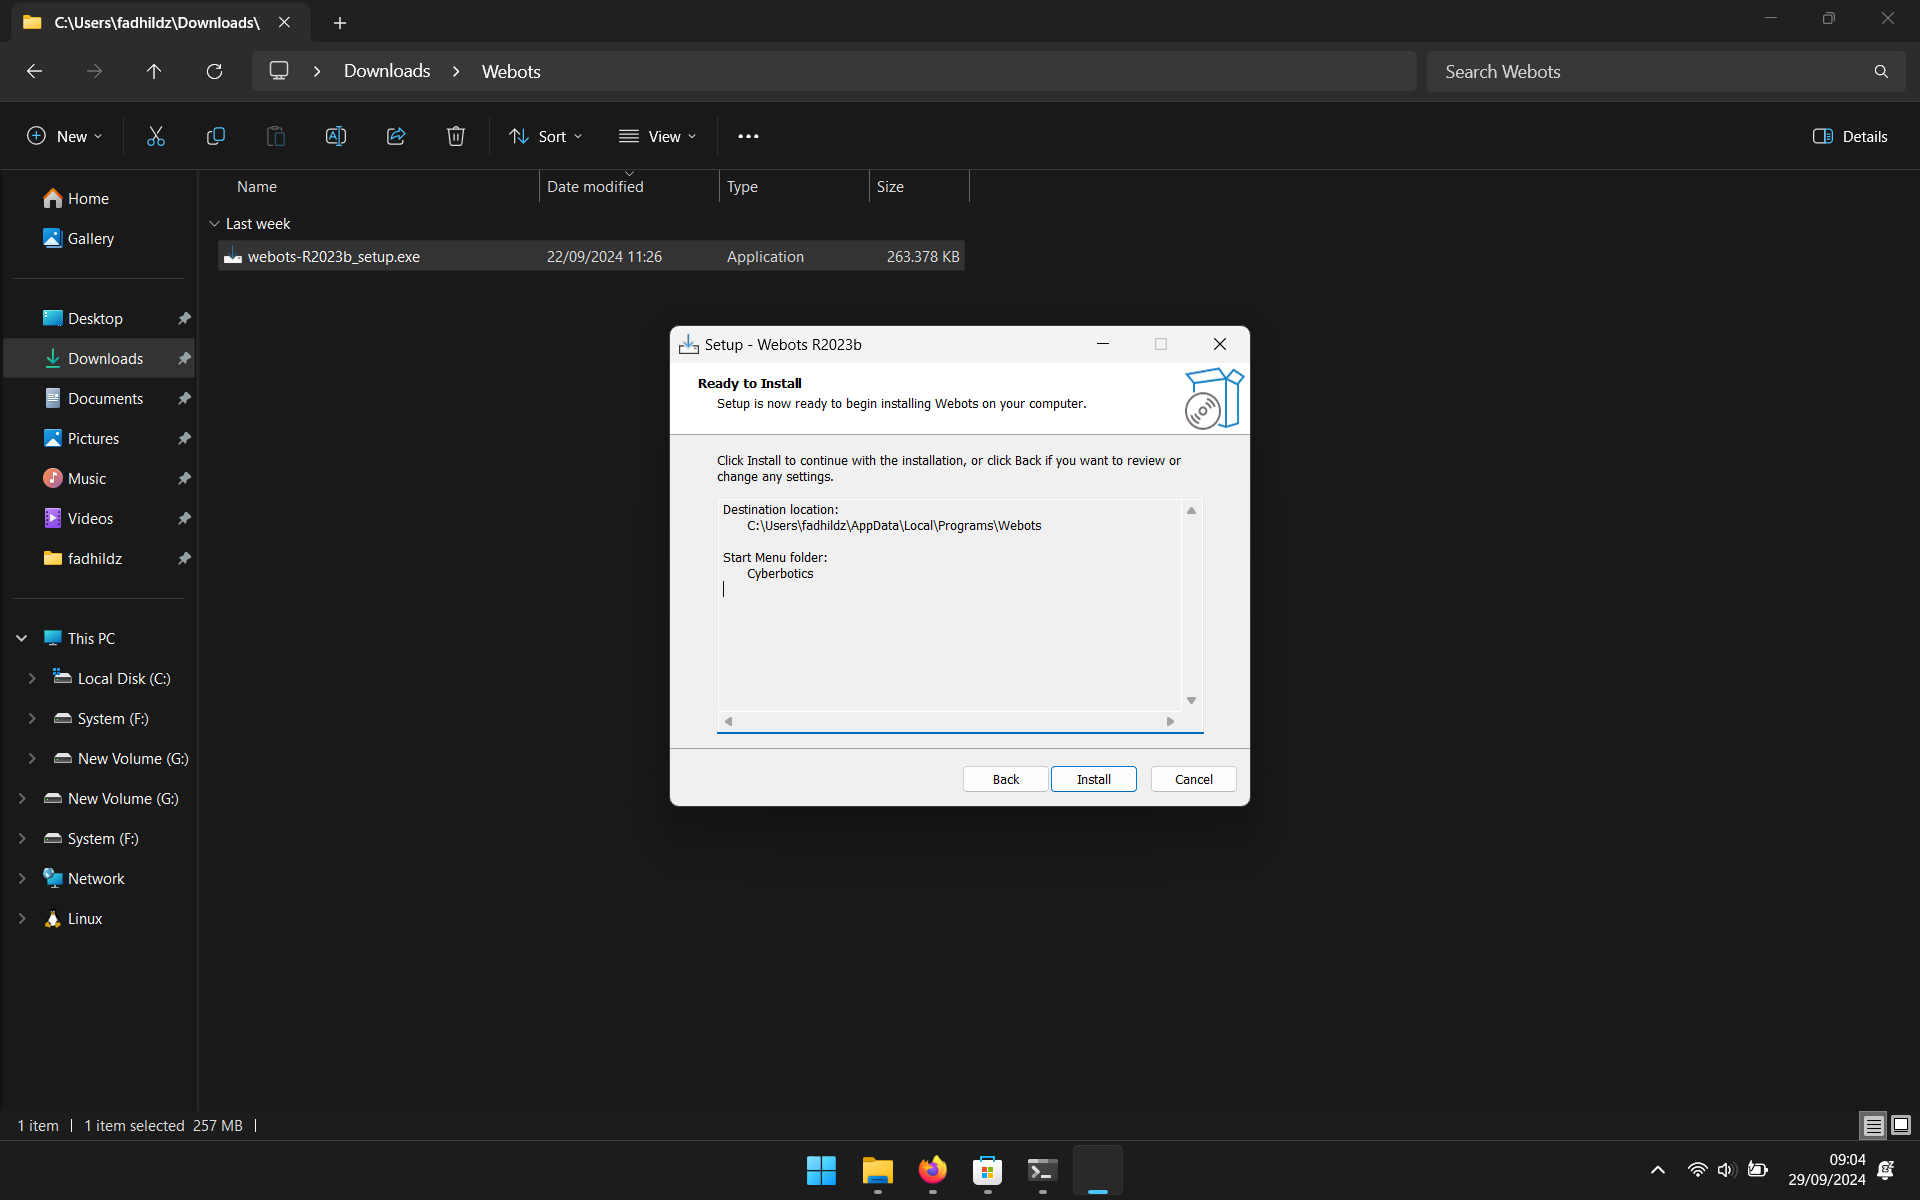 C:\Users\fadhildz\Downloads\
Downloads
Webots
Search Webots
New
Sort
View
Details
Name
Date modified
Type
Size
Home
Gallery
Last week
webots-R2023b_setup.exe
22/09/2024 11:26
Application
263.378 KB
Desktop
Downloads
Documents
Pictures
Music
Videos
fadhildz
This PC
Local Disk (C:)
System (F:)
New Volume (G:)
New Volume (G:)
System (F:)
Network
Linux
Setup - Webots R2023b
Ready to Install
Setup is now ready to begin installing Webots on your computer.
Click Install to continue with the installation, or click Back if you want to review or
change any settings.
Destination location:
C:\Users\fadhildz\AppData\Local\Programs\Webots
Start Menu folder:
Cyberbotics
Back
Install
Cancel
1 item
1 item selected 257 MB
09:04
29/09/2024